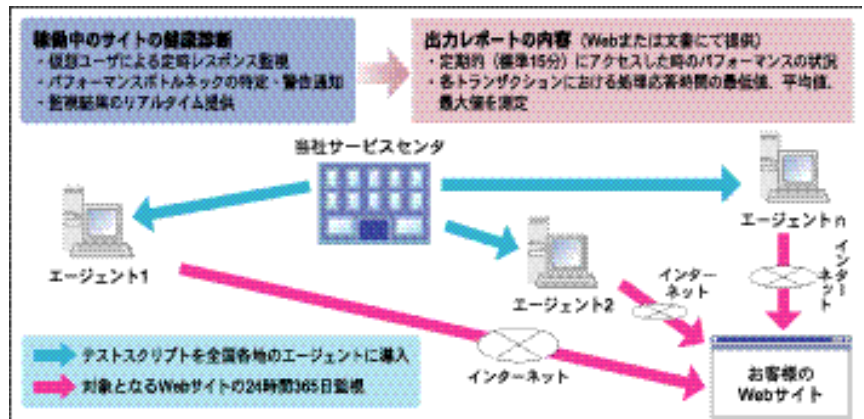 稼働中のサイトの健康診断
・仮想ユーザによる定時レスポンス監視
・パフォーマンスボトルネックの特定・警告通知
・監視結果のリアルタイム提供
出力レポートの内容（Webまたは文書にて提供）
・定期的（標準15分）にアクセスした時のパフォーマンスの状況
・各トランザクションにおける処理応答時間の最低値、平均値、
最大値を測定
当社サービスセンタ
エージェント1
エージェント2
エージェントn
インター
ネット
インター
ネット
インターネット
テストスクリプトを全国各地のエージェントに導入
対象となるWebサイトの24時間365日監視
お客様の
Webサイト